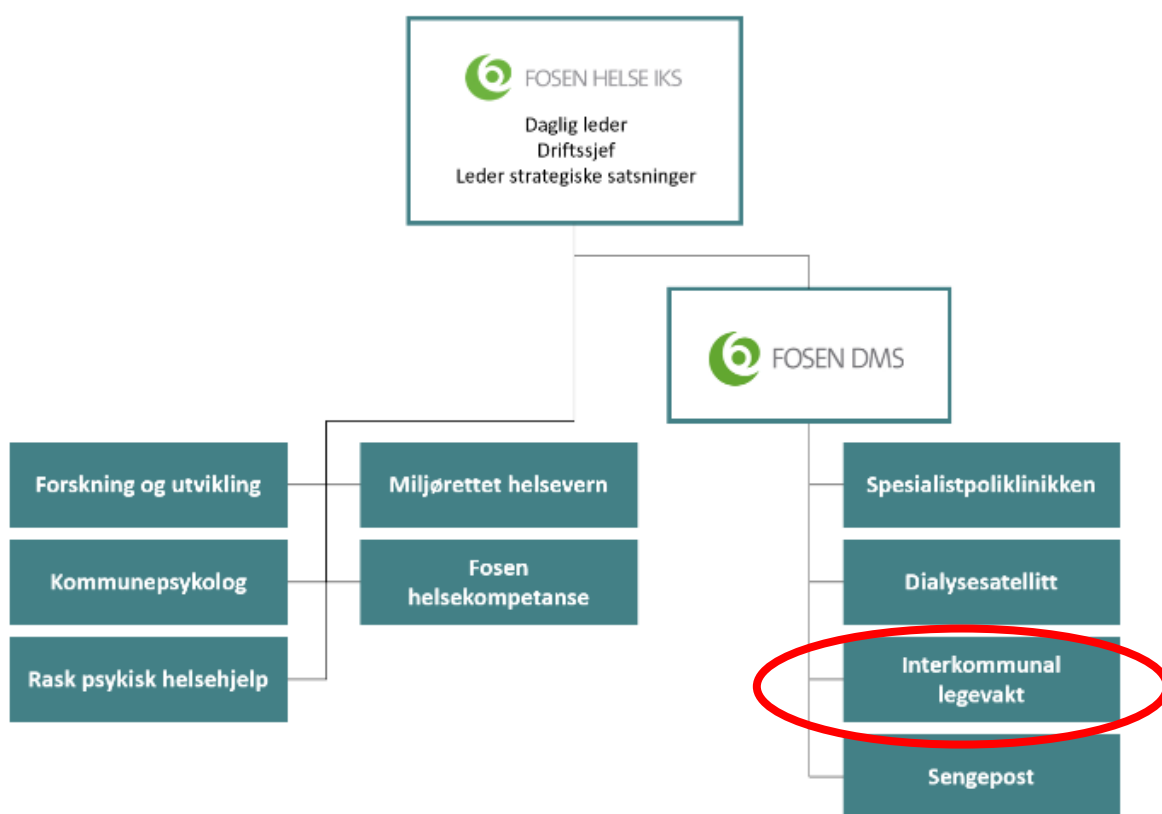 FOSEN HELSE IKS
Daglig leder
Driftssjef
Leder strategiske satsninger
FOSEN DMS
Forskning og utvikling
Miljørettet helsevern
Kommunepsykolog
Fosen
helsekompetanse
Rask psykisk helsehjelp
Spesialistpoliklinikken
Dialysesatellitt
Interkommunal
legevakt
Sengepost